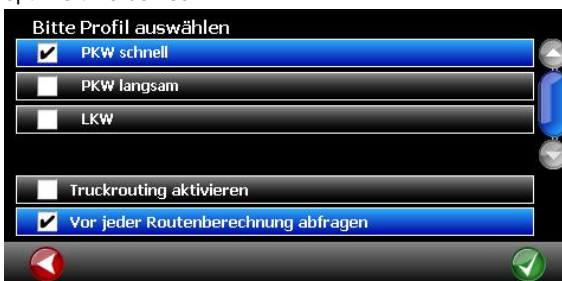 Bitte Profil auswählen
PKW schnell
PKW langsam
LKW
Truckrouting aktivieren
Vor jeder Routenberechnung abfragen